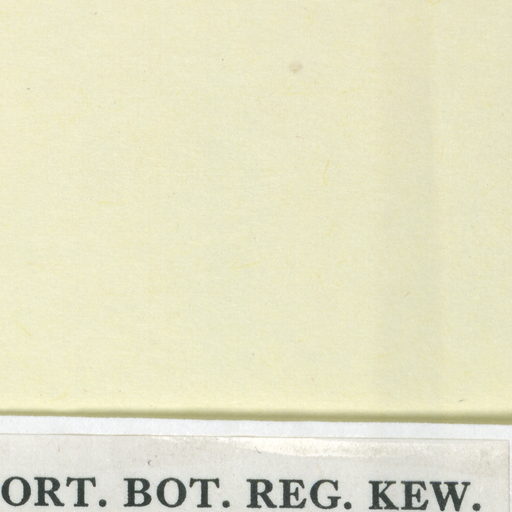 ORT. BOT. REG. KEW.